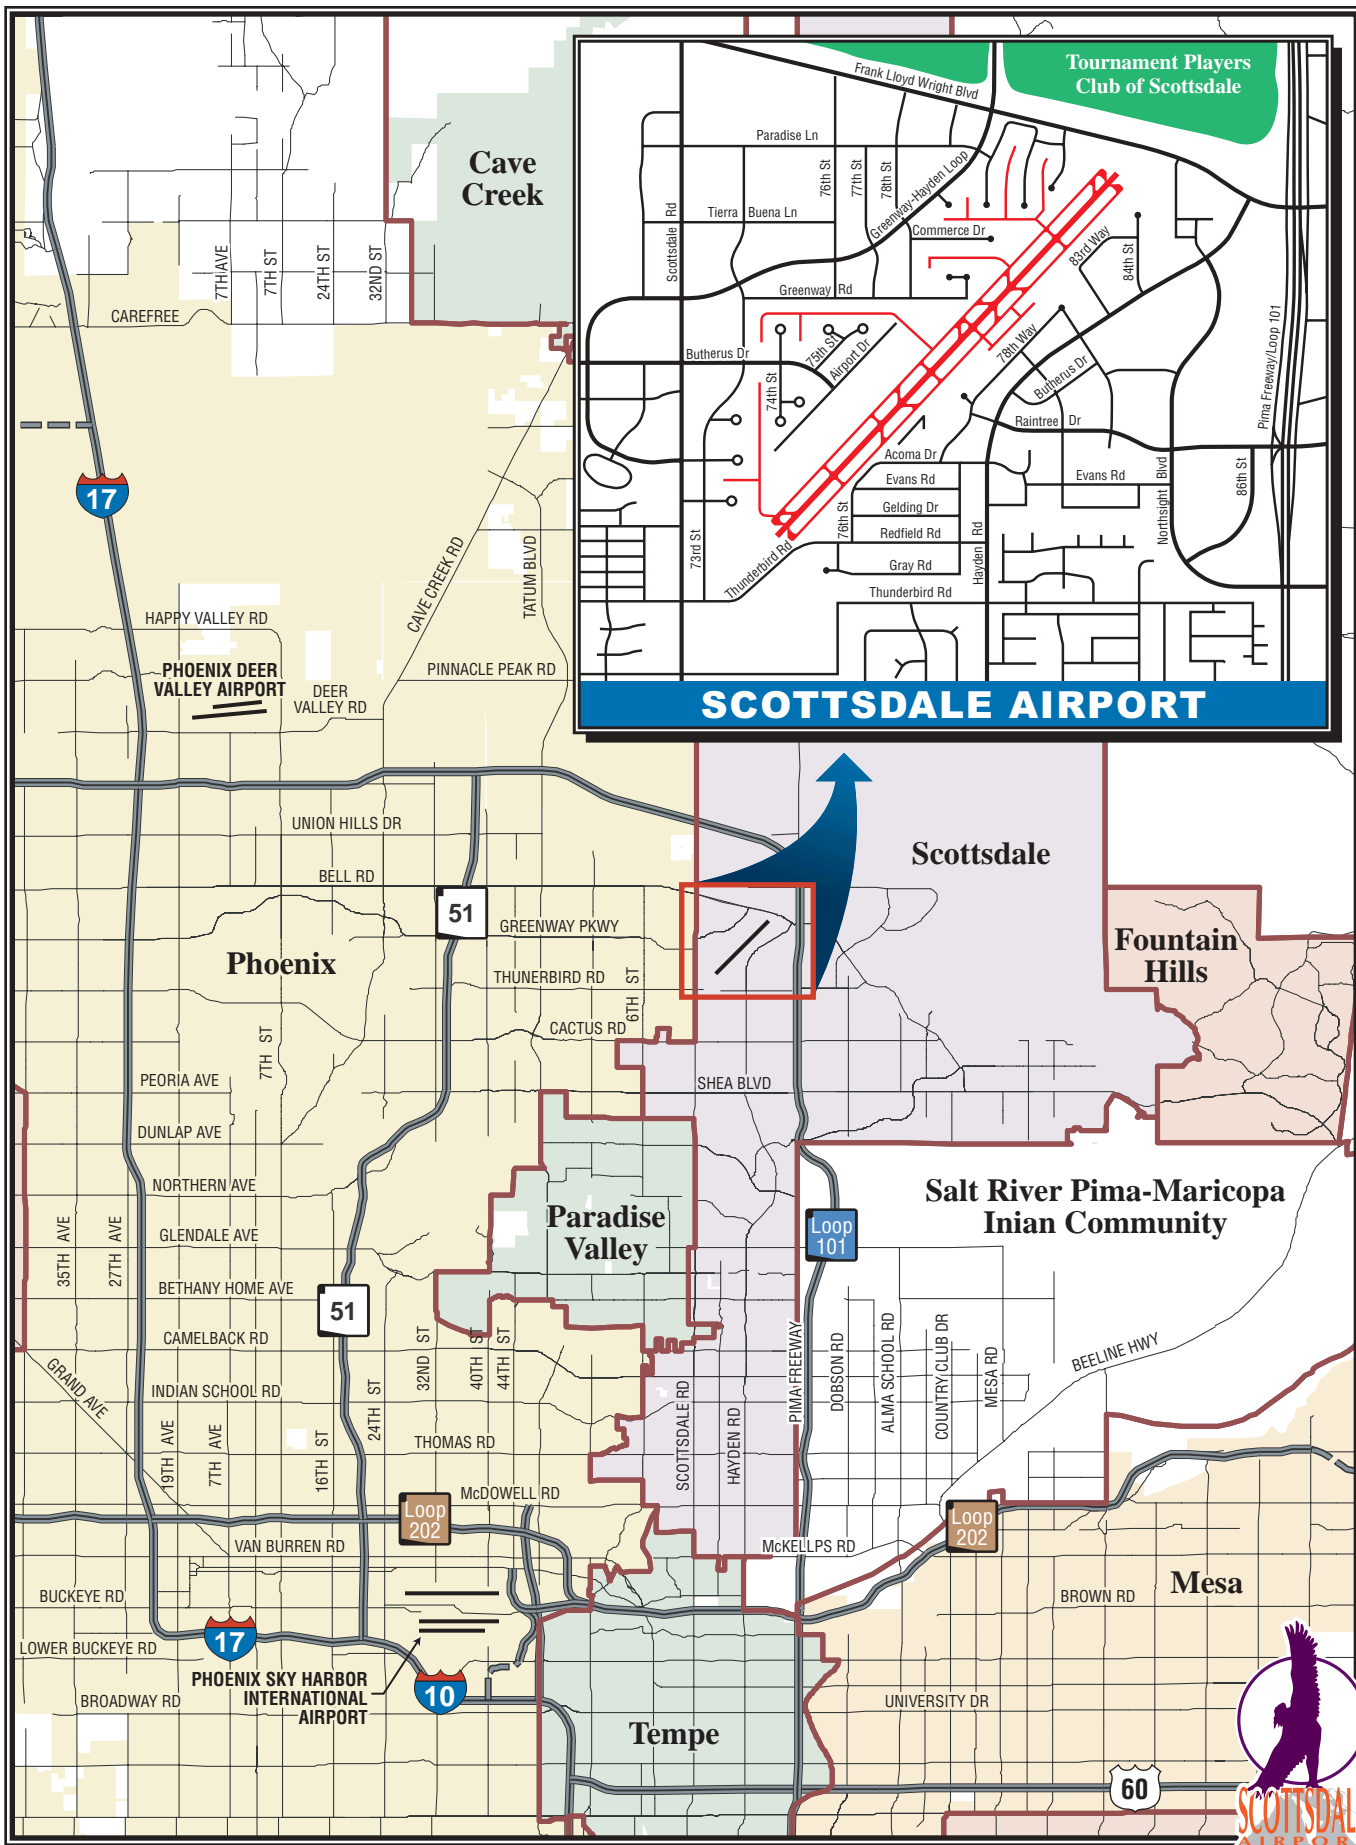 Tournament Players
Club of Scottsdale
Frank Lloyd Wright Blvd
Paradise Ln
76th St
77th St
78th St
Greenway-Hayden Loop
Scottsdale Rd
Tierra Buena Ln
Commerce Dr
83rd Way
84th St
Greenway Rd
Pima Freeway/Loop 101
Butherus Dr
75th St
Airport Dr
74th St
78th Way
Butherus Dr
Raintree Dr
Acoma Dr
Evans Rd
Evans Rd
Northsight Blvd
86th St
Gelding Dr
76th St
Redfield Rd
Hayden Rd
73rd St
Thunderbird Rd
Gray Rd
Thunderbird Rd
SCOTTSDALE AIRPORT
Cave
Creek
7TH AVE
7TH ST
24TH ST
32ND ST
CAREFREE
17
CAVE CREEK RD
TATUM BLVD
HAPPY VALLEY RD
PHOENIX DEER
VALLEY AIRPORT
PINNACLE PEAK RD
DEER
VALLEY RD
UNION HILLS DR
Scottsdale
BELL RD
51
GREENWAY PKWY
Phoenix
Fountain
Hills
THUNERBIRD RD
6TH ST
CACTUS RD
7TH ST
PEORIA AVE
SHEA BLVD
DUNLAP AVE
NORTHERN AVE
Salt River Pima-Maricopa
Inian Community
Paradise
Valley
Loop
101
35TH AVE
27TH AVE
GLENDALE AVE
BETHANY HOME AVE
51
CAMELBACK RD
32ND ST
40TH ST
44TH ST
PIMA FREEWAY
DOBSON RD
ALMA SCHOOL RD
COUNTRY CLUB DR
MESA RD
BEELINE HWY
GRAND AVE
INDIAN SCHOOL RD
24TH ST
SCOTTSDALE RD
HAYDEN RD
19TH AVE
7TH AVE
16TH ST
THOMAS RD
McDOWELL RD
Loop
202
Loop
202
VAN BURREN RD
McKELLPS RD
BUCKEYE RD
BROWN RD
Mesa
17
LOWER BUCKEYE RD
PHOENIX SKY HARBOR
INTERNATIONAL
AIRPORT
10
BROADWAY RD
UNIVERSITY DR
Tempe
60
SCOTTSDAL
AIRPOR